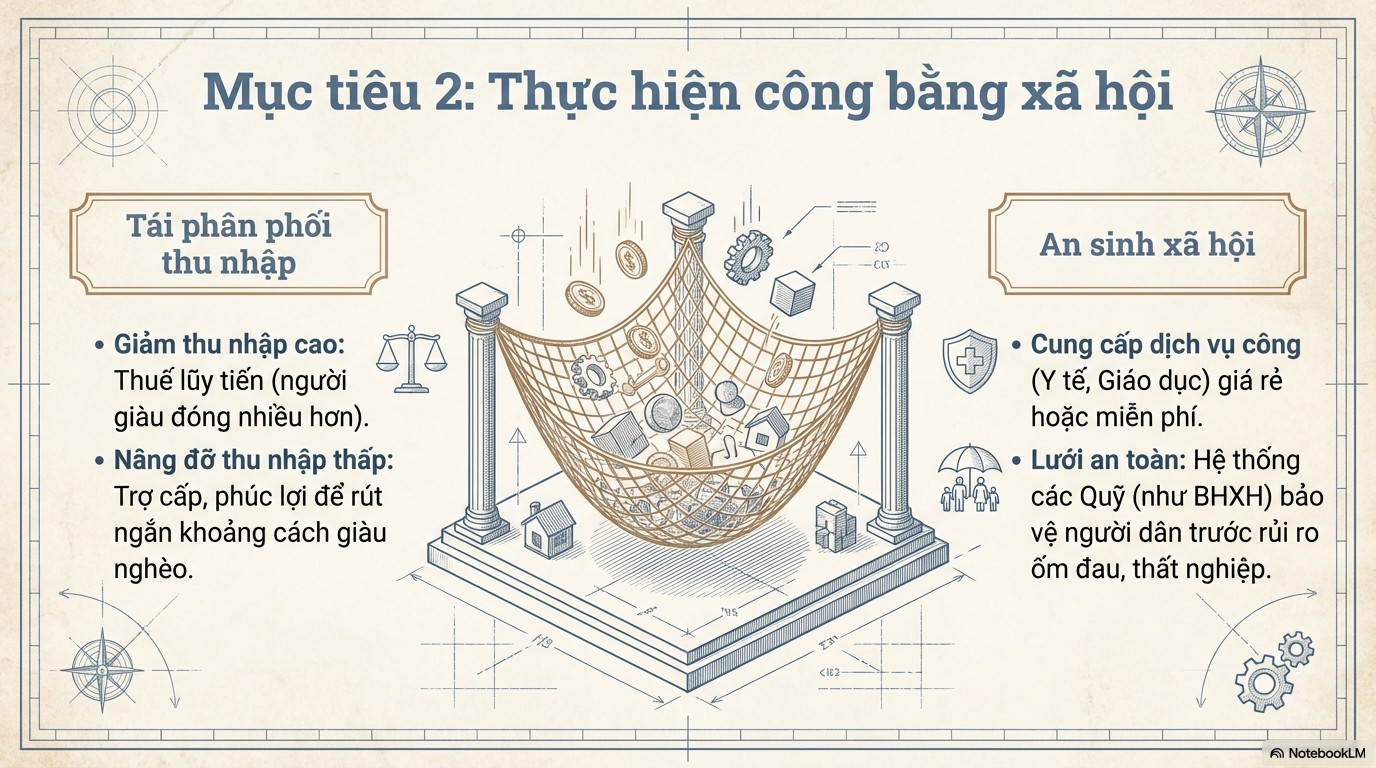 Mục tiêu 2: Thực hiện công bằng xã hội
Tái phân phối
thu nhập
• Giảm thu nhập cao:
Thuế lũy tiến (người
giàu đóng nhiều hơn).
• Nâng đỡ thu nhập thấp:
Trợ cấp, phúc lợi để rút
ngắn khoảng cách giàu
nghèo.
An sinh xã hội
• Cung cấp dịch vụ công
(Y tế, Giáo dục) giá rẻ
hoặc miễn phí.
• Lưới an toàn: Hệ thống
các Quỹ (như BHXH) bảo
vệ người dân trước rủi ro
ốm đau, thất nghiệp.
NotebookLM